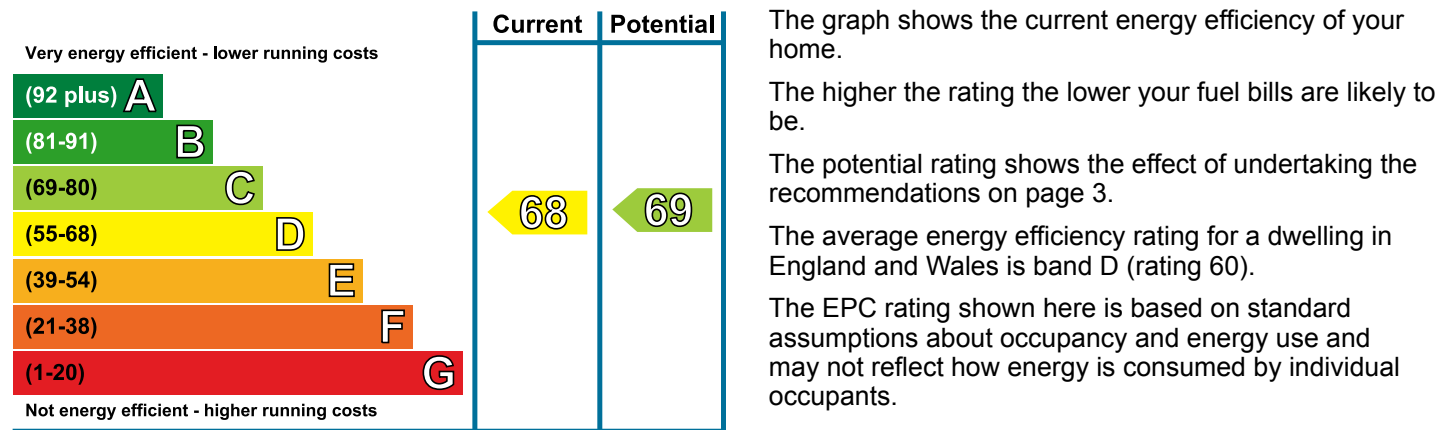 Current Potential
Very energy efficient - lower running costs
(92 plus) A
(81-91) B
(69-80) C
(55-68) D
(39-54) E
(21-38) F
(1-20) G
Not energy efficient - higher running costs
68 69
The graph shows the current energy efficiency of your
home.
The higher the rating the lower your fuel bills are likely to
be.
The potential rating shows the effect of undertaking the
recommendations on page 3.
The average energy efficiency rating for a dwelling in
England and Wales is band D (rating 60).
The EPC rating shown here is based on standard
assumptions about occupancy and energy use and
may not reflect how energy is consumed by individual
occupants.